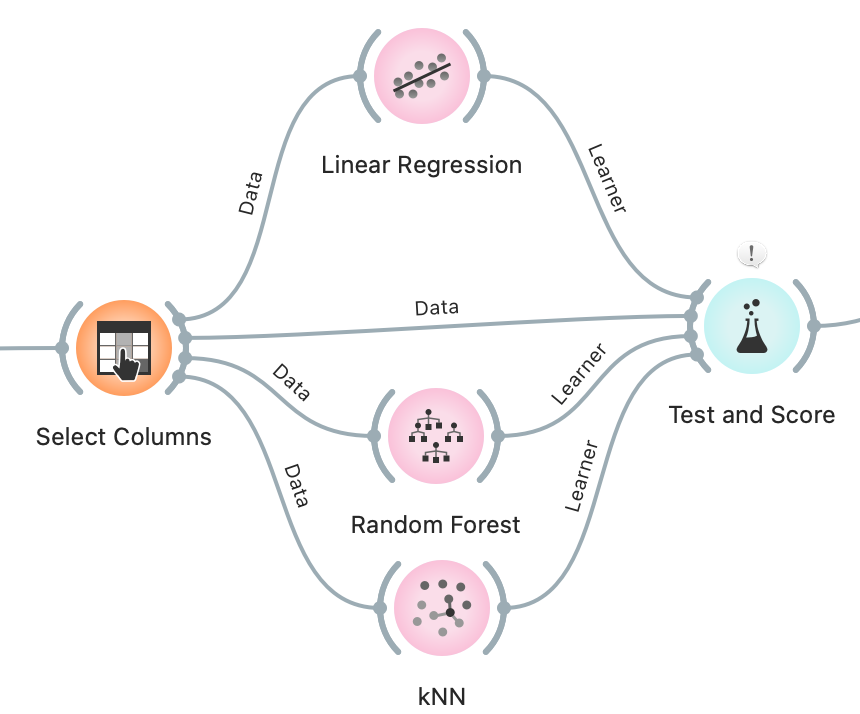 Linear Regression
Data
Learner
!
Data
Select Columns
Data
Learner
Test and Score
Data
Random Forest
Learner
kNN